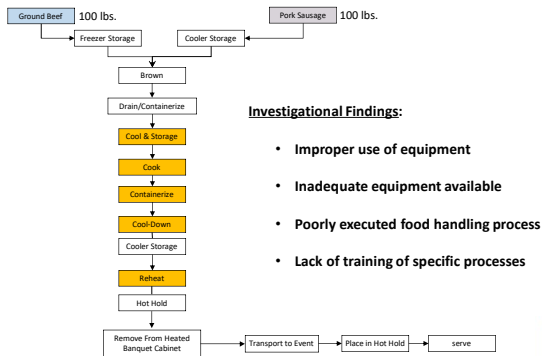 Ground Beef 100 lbs.
Pork Sausage 100 lbs.
Freezer Storage
Cooler Storage
Brown
Drain/Containerize
Cool & Storage
Cook
Containerize
Cool-Down
Cooler Storage
Reheat
Hot Hold
Remove From Heated
Banquet Cabinet
Transport to Event
Place in Hot Hold
serve
Investigational Findings:
• Improper use of equipment
• Inadequate equipment available
• Poorly executed food handling process
• Lack of training of specific processes